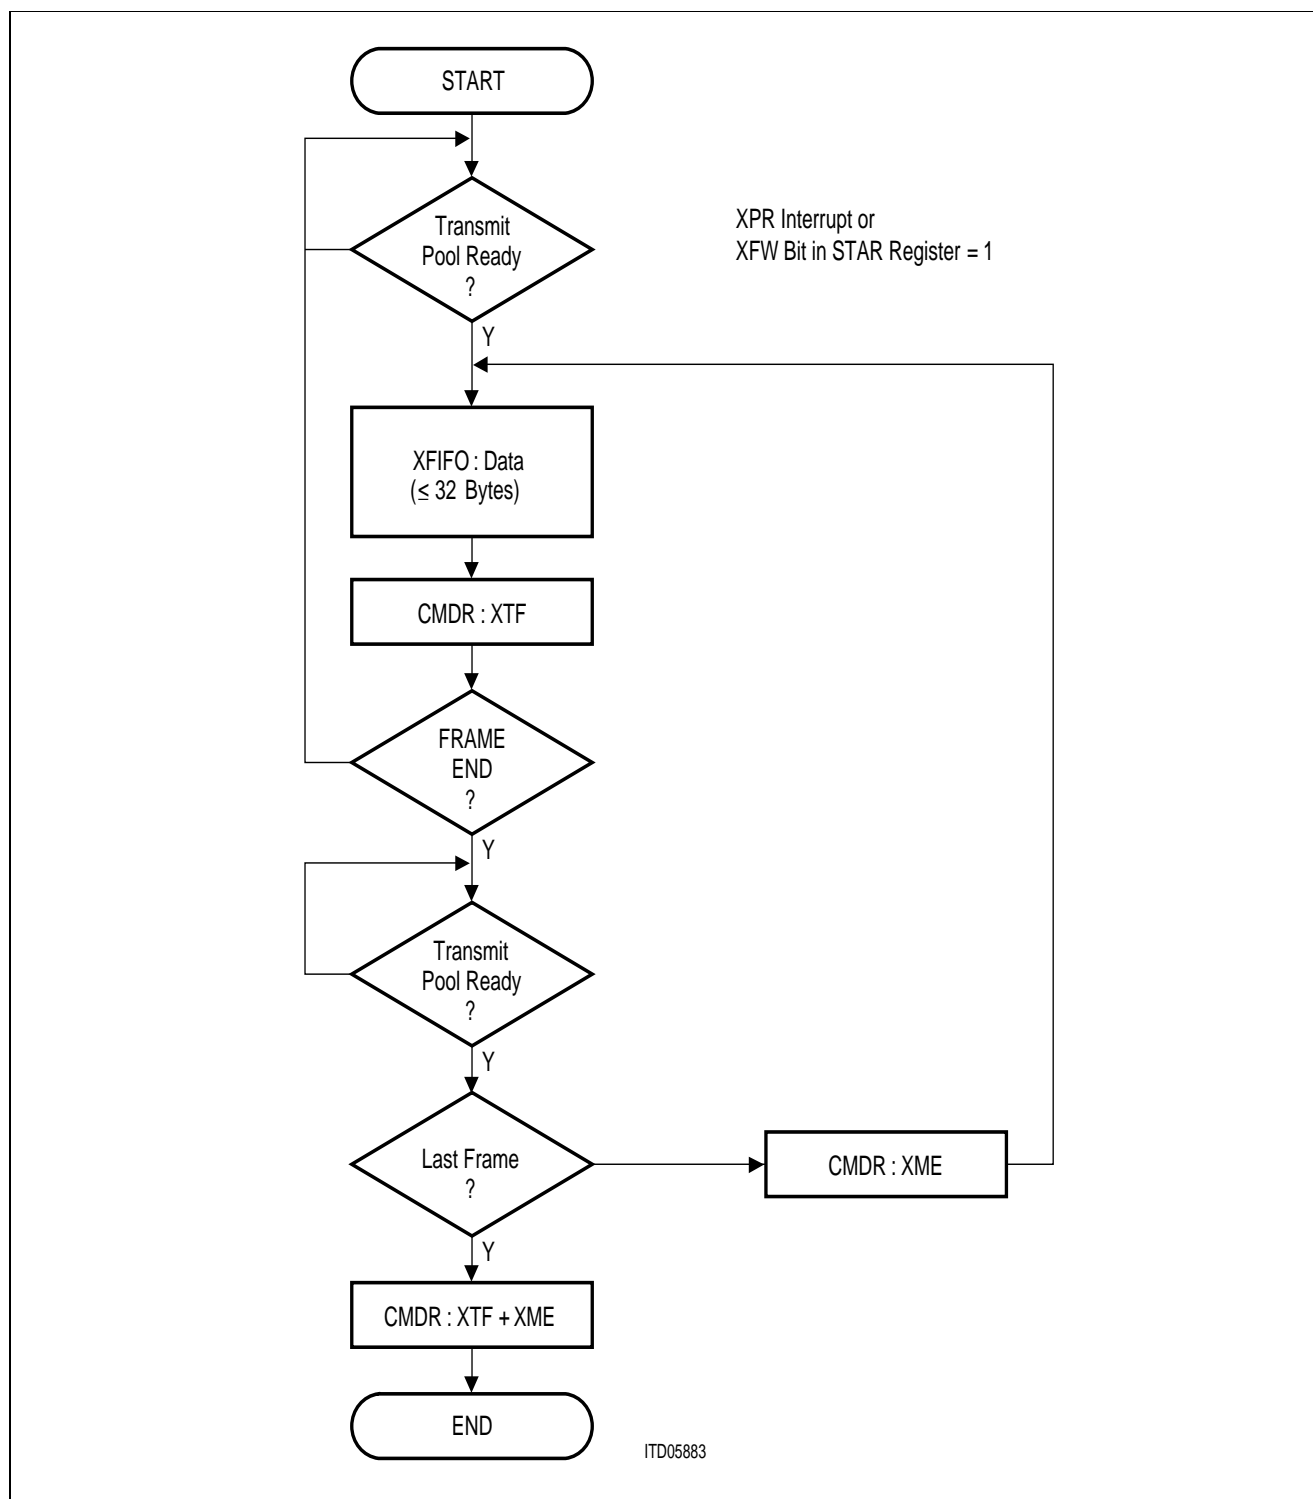 START
Transmit
Pool Ready
?
XPR Interrupt or
XFW Bit in STAR Register = 1
Y
XFIFO : Data
(≤ 32 Bytes)
CMDR : XTF
FRAME
END
?
Y
Transmit
Pool Ready
?
Y
Last Frame
?
CMDR : XME
Y
CMDR : XTF + XME
END
ITD05883